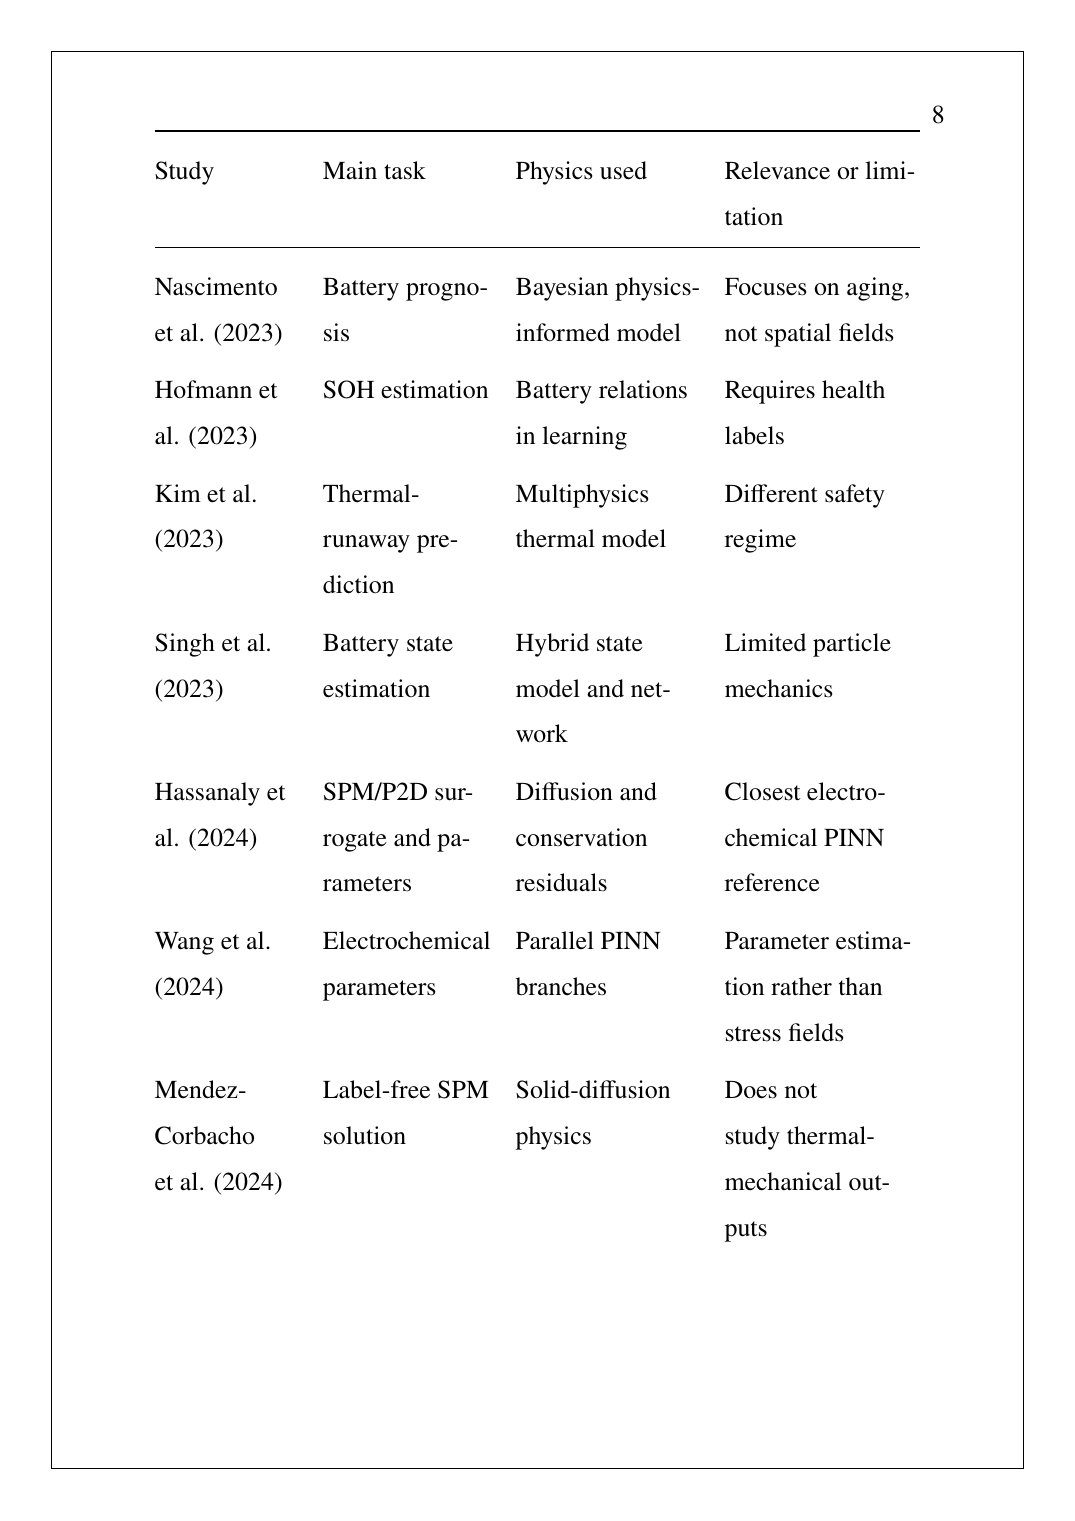 8
Study Main task Physics used Relevance or limi-
tation
Nascimento Battery progno- Bayesian physics- Focuses on aging,
et al. (2023) sis informed model not spatial fields
Hofmann et SOH estimation Battery relations Requires health
al. (2023) in learning labels
Kim et al. Thermal- Multiphysics Different safety
(2023) runaway pre- thermal model regime
diction
Singh et al. Battery state Hybrid state Limited particle
(2023) estimation model and net- mechanics
work
Hassanaly et SPM/P2D sur- Diffusion and Closest electro-
al. (2024) rogate and pa- conservation chemical PINN
rameters residuals reference
Wang et al. Electrochemical Parallel PINN Parameter estima-
(2024) parameters branches tion rather than
stress fields
Mendez- Label-free SPM Solid-diffusion Does not
Corbacho solution physics study thermal-
et al. (2024) mechanical out-
puts